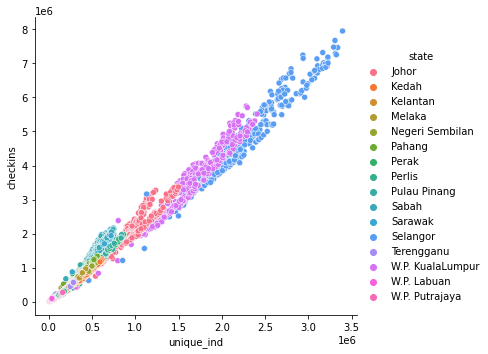 1e6
8
7
6
5
4
3
2
1
0
checkins
0.0 0.5 1.0 1.5 2.0 2.5 3.0 3.5
1e6
unique_ind
state
Johor
Kedah
Kelantan
Melaka
Negeri Sembilan
Pahang
Perak
Perlis
Pulau Pinang
Sabah
Sarawak
Selangor
Terengganu
W.P. KualaLumpur
W.P. Labuan
W.P. Putrajaya